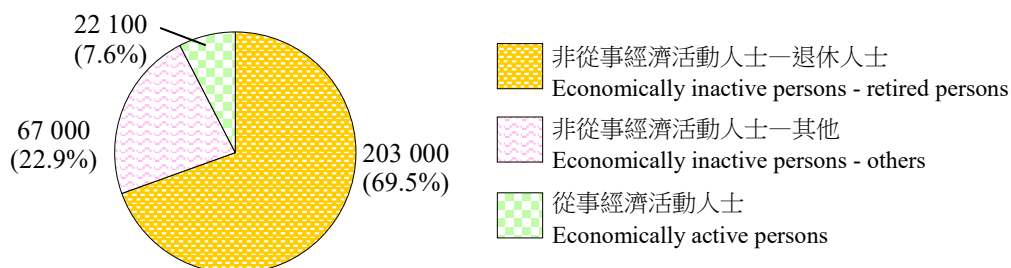 22 100
(7.6%)
67 000
(22.9%)
203 000
(69.5%)
非從事經濟活動人士－退休人士
Economically inactive persons - retired persons
非從事經濟活動人士－其他
Economically inactive persons - others
從事經濟活動人士
Economically active persons